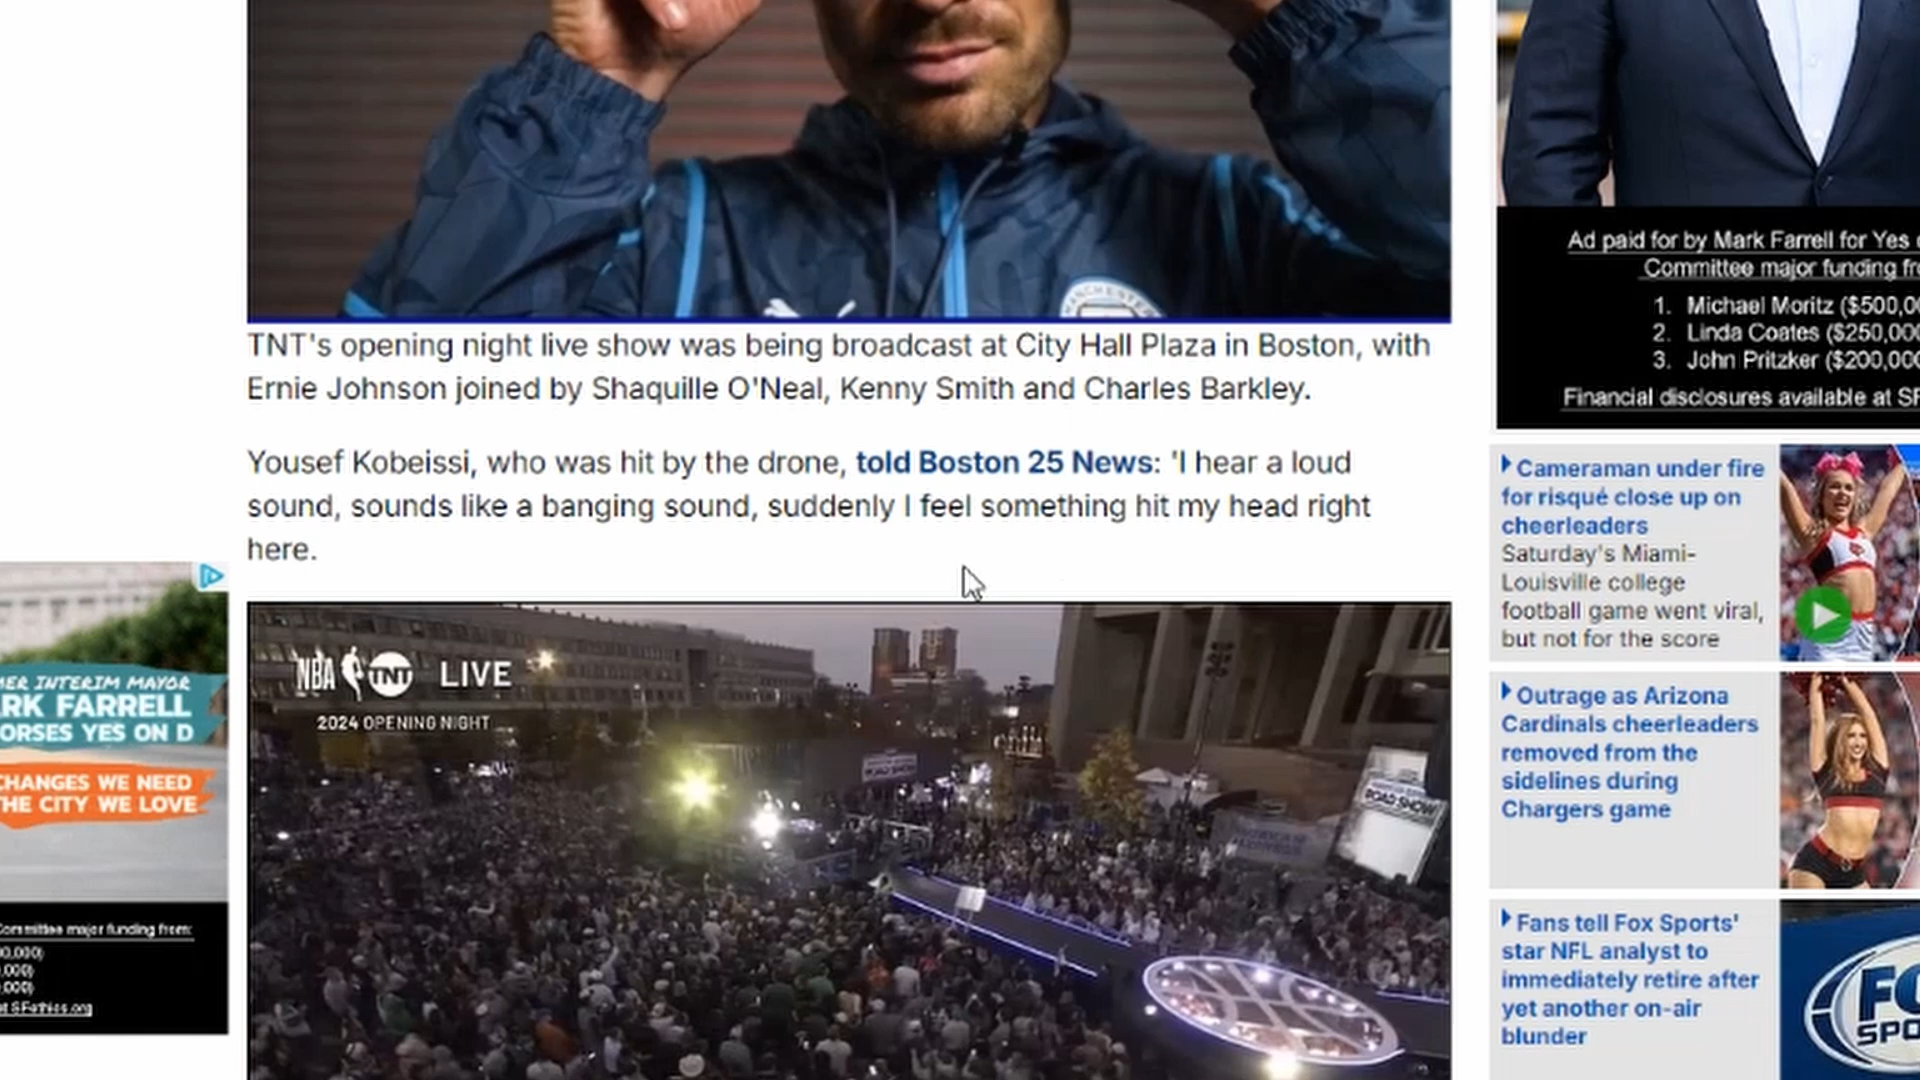 MANCHESTER
TNT's opening night live show was being broadcast at City Hall Plaza in Boston, with
Ernie Johnson joined by Shaquille O'Neal, Kenny Smith and Charles Barkley.
Yousef Kobeissi, who was hit by the drone, told Boston 25 News: 'I hear a loud
sound, sounds like a banging sound, suddenly I feel something hit my head right
here.
NBA TNT LIVE
2024 OPENING NIGHT
ROAD SHOW
ROAD SHOW
INTERIM MAYOR
RK FARRELL
ORSES YES ON D
CHANGES WE NEED
HE CITY WE LOVE
Committee major funding from:
Ad paid for by Mark Farrell for Yes
Committee major funding
1. Michael Moritz ($500,0
2. Linda Coates ($250,000
3. John Pritzker ($200,000
Financial disclosures available at SF
Cameraman under fire
for risqué close up on
cheerleaders
Saturday's Miami-
Louisville college
football game went viral,
but not for the score
Outrage as Arizona
Cardinals cheerleaders
removed from the
sidelines during
Chargers game
Fans tell Fox Sports'
star NFL analyst to
immediately retire after
yet another on-air
blunder
FO
SPO